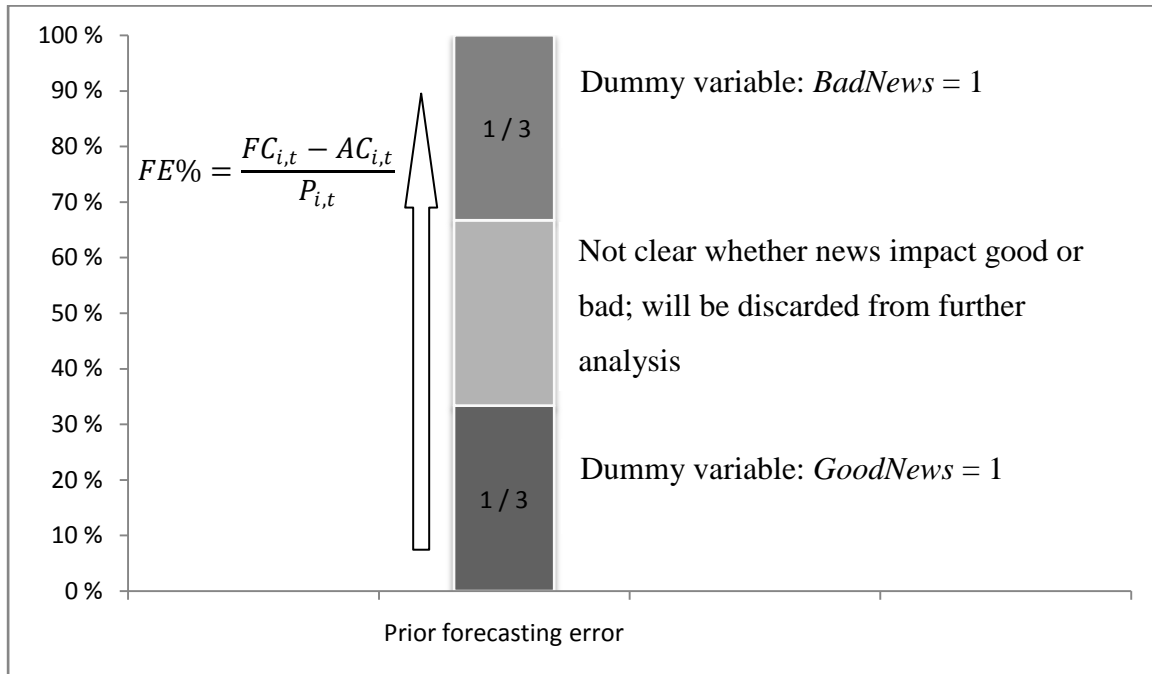 100 %
90 %
80 %
70 %
60 %
50 %
40 %
30 %
20 %
10 %
0 %
FE% = \frac{FC_{i,t} − AC_{i,t}}{P_{i,t}}
1 / 3
1 / 3
Dummy variable: BadNews = 1
Not clear whether news impact good or
bad; will be discarded from further
analysis
Dummy variable: GoodNews = 1
Prior forecasting error